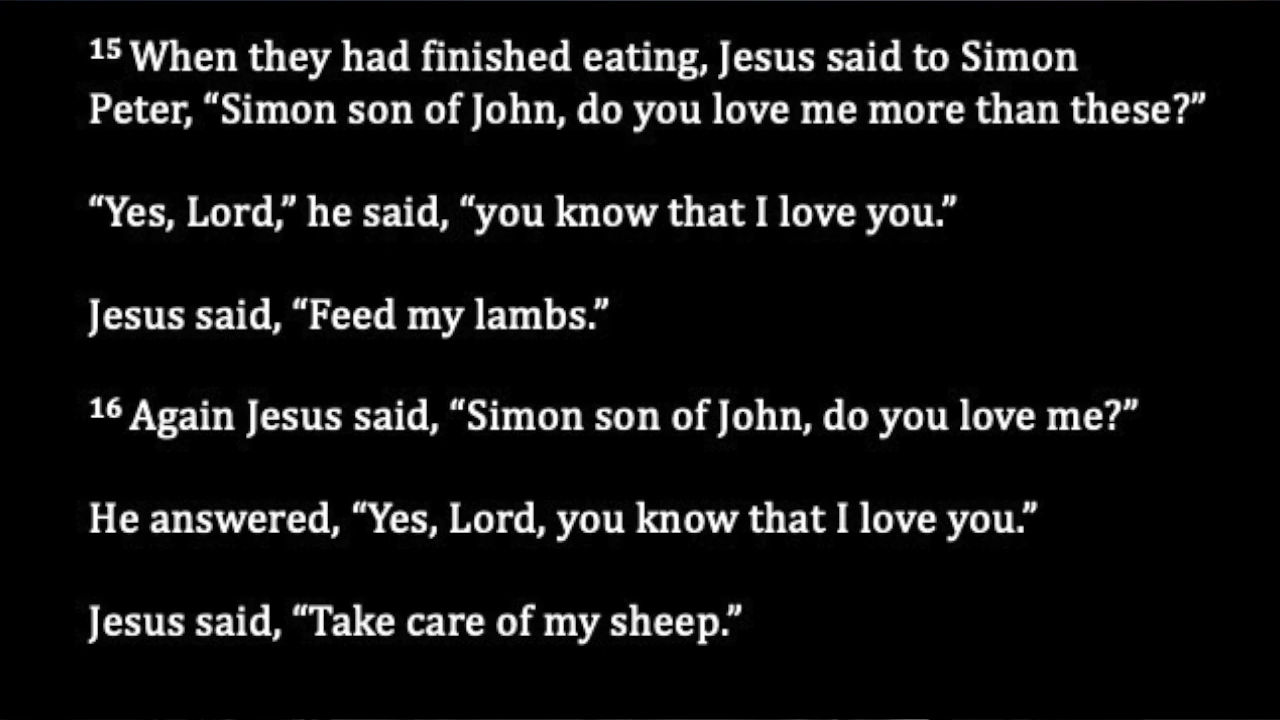 15 When they had finished eating, Jesus said to Simon
Peter, “Simon son of John, do you love me more than these?”
“Yes, Lord,” he said, “you know that I love you.”
Jesus said, “Feed my lambs.”
16 Again Jesus said, “Simon son of John, do you love me?”
He answered, “Yes, Lord, you know that I love you.”
Jesus said, “Take care of my sheep.”